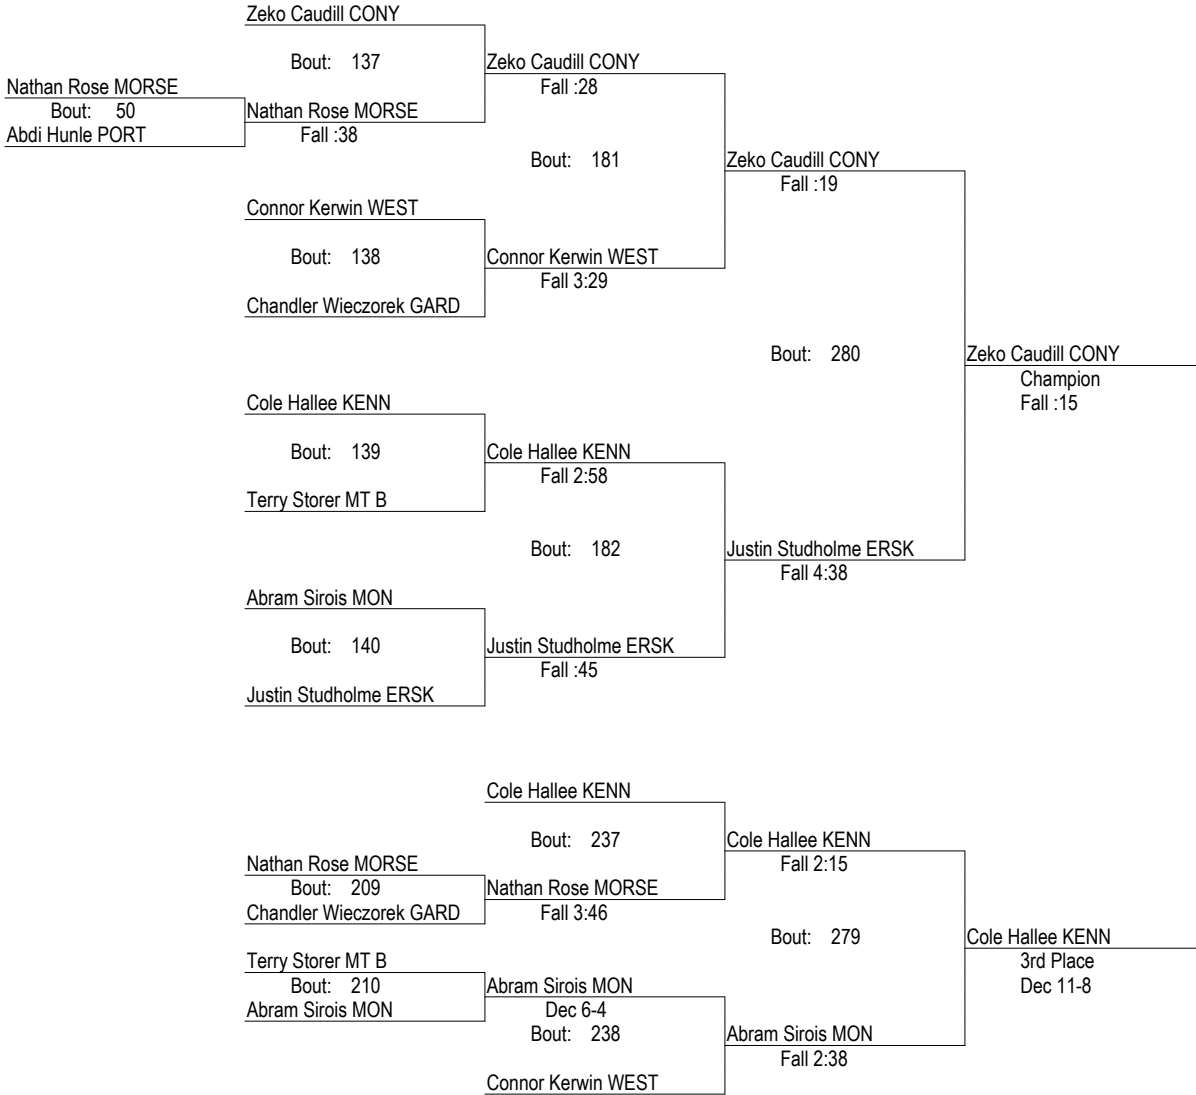 Zeko Caudill CONY
Bout: 137
Zeko Caudill CONY
Fall :28
Nathan Rose MORSE
Bout: 50
Abdi Hunle PORT
Nathan Rose MORSE
Fall :38
Bout: 181
Zeko Caudill CONY
Fall :19
Connor Kerwin WEST
Bout: 138
Connor Kerwin WEST
Fall 3:29
Chandler Wieczorek GARD
Bout: 280
Zeko Caudill CONY
Champion
Fall :15
Cole Hallee KENN
Bout: 139
Cole Hallee KENN
Fall 2:58
Terry Storer MT B
Bout: 182
Justin Studholme ERSK
Fall 4:38
Abram Sirois MON
Bout: 140
Justin Studholme ERSK
Fall :45
Justin Studholme ERSK
Cole Hallee KENN
Bout: 237
Cole Hallee KENN
Fall 2:15
Nathan Rose MORSE
Bout: 209
Chandler Wieczorek GARD
Nathan Rose MORSE
Fall 3:46
Bout: 279
Cole Hallee KENN
3rd Place
Dec 11-8
Terry Storer MT B
Bout: 210
Abram Sirois MON
Abram Sirois MON
Dec 6-4
Bout: 238
Abram Sirois MON
Fall 2:38
Connor Kerwin WEST